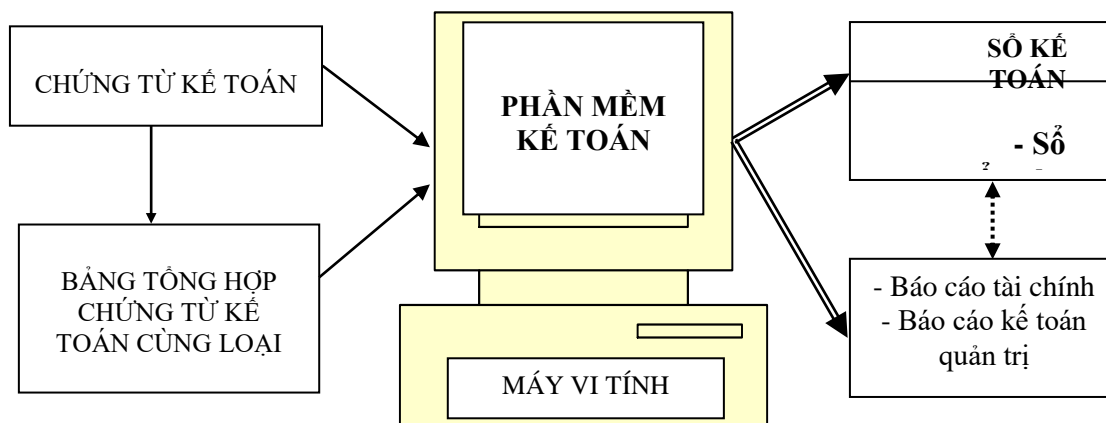 CHỨNG TỪ KẾ TOÁN
BẢNG TỔNG HỢP
CHỨNG TỪ KẾ
TOÁN CÙNG LOẠI
PHẦN MỀM
KẾ TOÁN
MÁY VI TÍNH
SỔ KẾ
TOÁN
- Sổ
- Báo cáo tài chính
- Báo cáo kế toán
quản trị